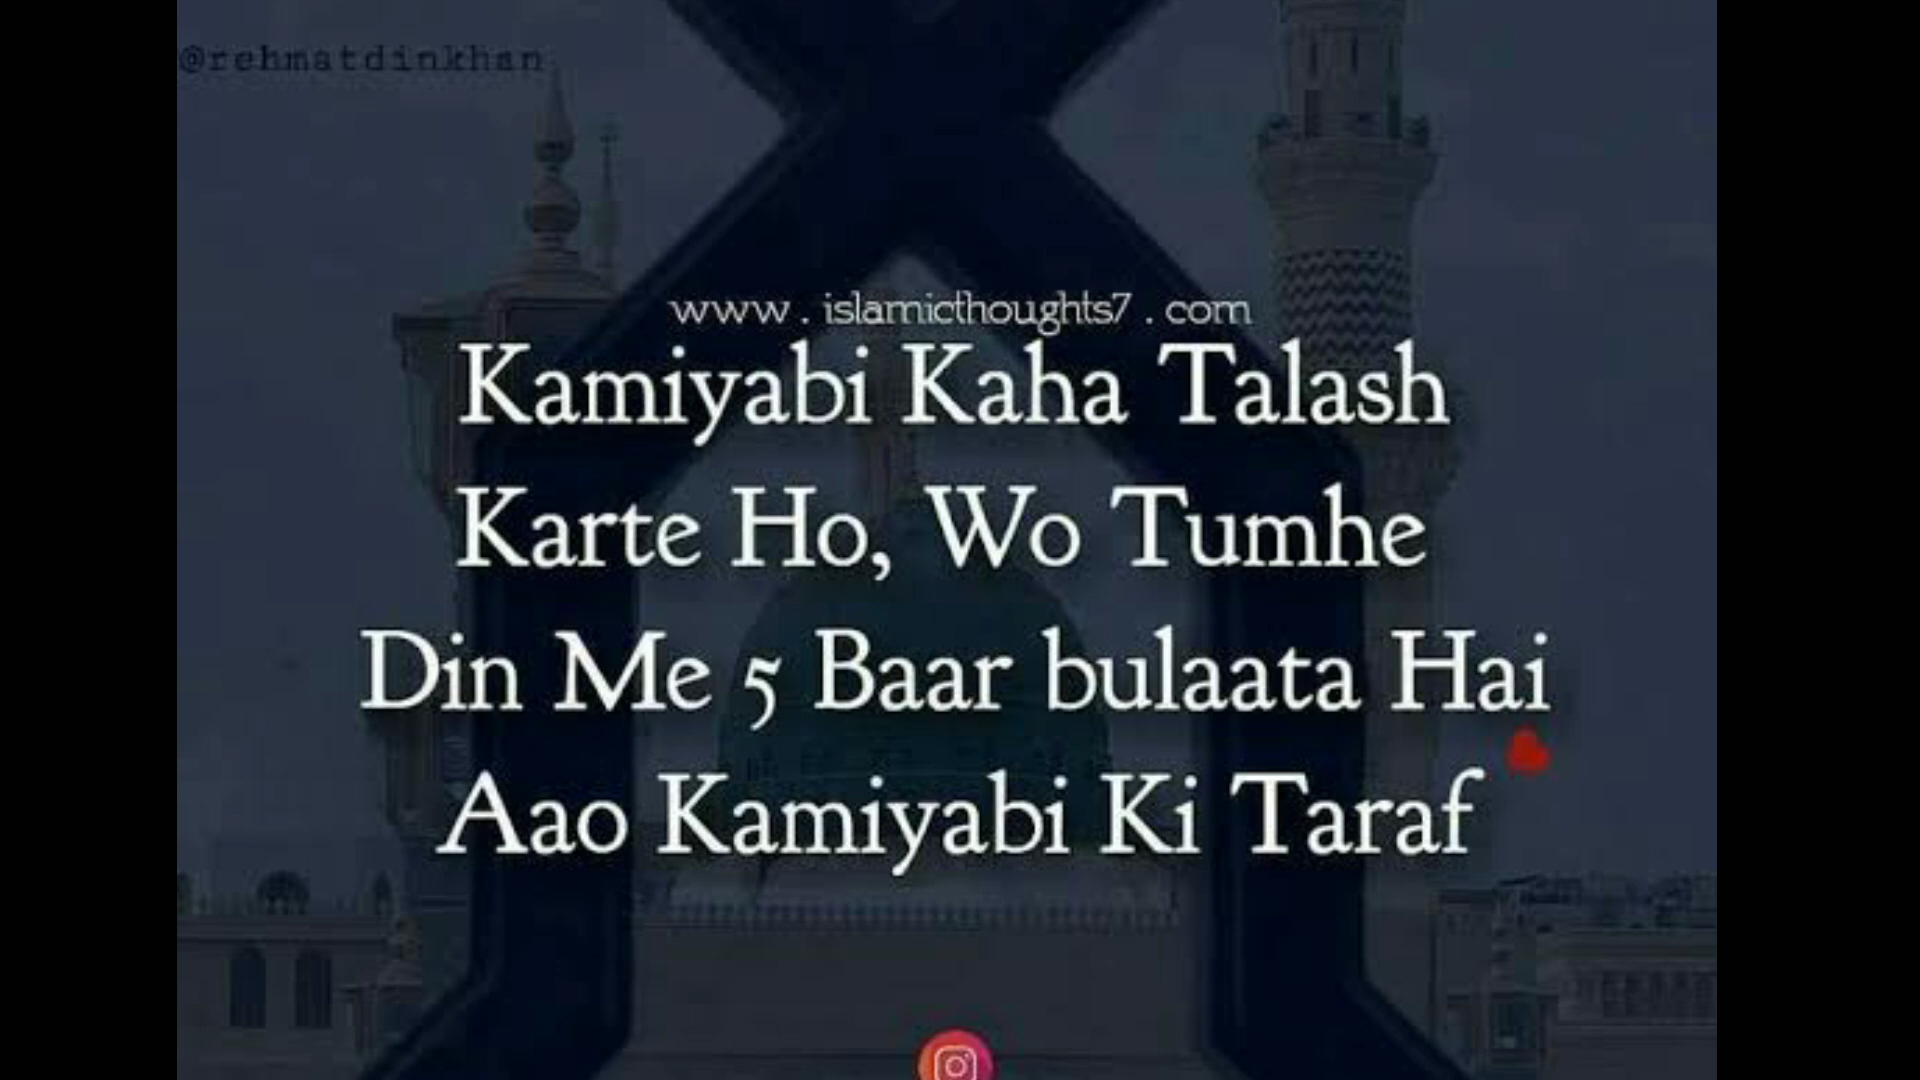 @rehmatdinkhan
www . islamicthoughts7 . com
Kamiyabi Kaha Talash
Karte Ho, Wo Tumhe
Din Me 5 Baar bulaata Hai
Aao Kamiyabi Ki Taraf